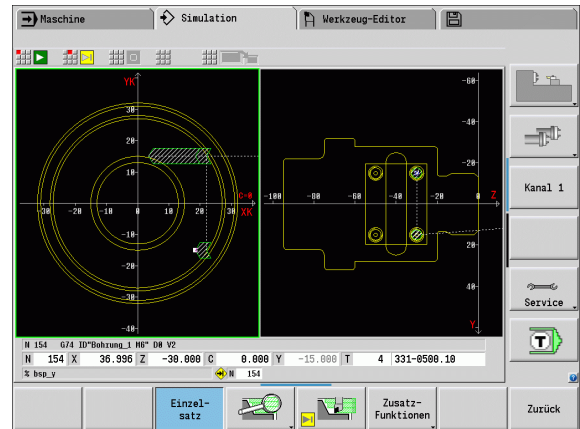 Maschine Simulation Werkzeug-Editor
YK
30
20
10
C-0
-30 -20 -10 0 10 20 30 XK
-10
-20
-30
-40
-60
-40
-20
-100 -80 -60 -40 -20 0 Z
20
40
Y
Kanal 1
Service
T
N 154 G74 ID"Bohrung_1 M6" D0 V2
N 154 X 36.996 Z -30.000 C 0.000 Y -15.000 T 4 331-0500.10
% bsp_y N 154
Einzel-
satz
Zusatz-
Funktionen
Zurück